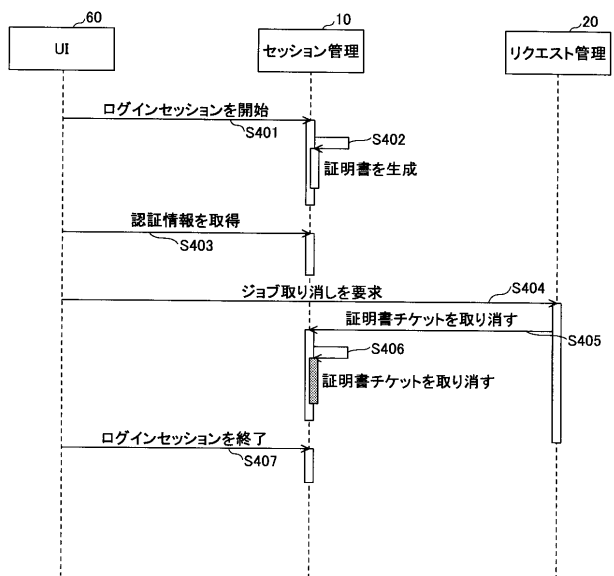 60
UI
10
セッション管理
20
リクエスト管理
ログインセッションを開始
S401
S402
証明書を生成
認証情報を取得
S403
ジョブ取り消しを要求
S404
証明書チケットを取り消す
S405
S406
証明書チケットを取り消す
ログインセッションを終了
S407